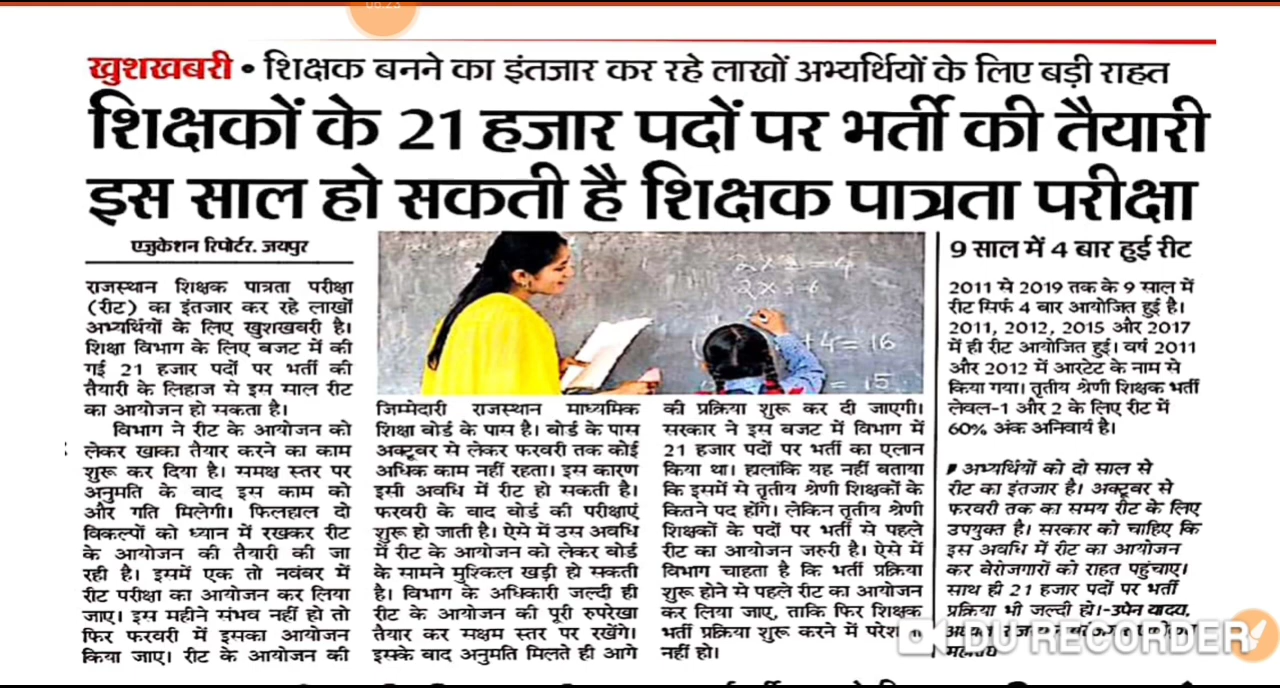 06:23
खुशखबरी • शिक्षक बनने का इंतजार कर रहे लाखों अभ्यर्थियों के लिए बड़ी राहत
शिक्षकों के 21 हजार पदों पर भर्ती की तैयारी
इस साल हो सकती है शिक्षक पात्रता परीक्षा
एजुकेशन रिपोर्टर. जयपुर
राजस्थान शिक्षक पात्रता परीक्षा
(रीट) का इंतजार कर रहे लाखों
अभ्यर्थियों के लिए खुशखबरी है।
शिक्षा विभाग के लिए बजट में की
गई 21 हजार पदों पर भर्ती की
तैयारी के लिहाज से इस साल रीट
का आयोजन हो सकता है।
विभाग ने रीट के आयोजन को
लेकर खाका तैयार करने का काम
शुरू कर दिया है। समक्ष स्तर पर
अनुमति के बाद इस काम को
और गति मिलेगी। फिलहाल दो
विकल्पों को ध्यान में रखकर रीट
के आयोजन की तैयारी की जा
रही है। इसमें एक तो नवंबर में
रीट परीक्षा का आयोजन कर लिया
जाए। इस महीने संभव नहीं हो तो
फिर फरवरी में इसका आयोजन
किया जाए। रीट के आयोजन की
जिम्मेदारी राजस्थान माध्यमिक
शिक्षा बोर्ड के पास है। बोर्ड के पास
अक्टूबर से लेकर फरवरी तक कोई
अधिक काम नहीं रहता। इस कारण
इसी अवधि में रीट हो सकती है।
फरवरी के बाद बोर्ड की परीक्षाएं
शुरू हो जाती है। ऐसे में उस अवधि
में रीट के आयोजन को लेकर बोर्ड
के सामने मुश्किल खड़ी हो सकती
है। विभाग के अधिकारी जल्दी ही
रीट के आयोजन की पूरी रुपरेखा
तैयार कर सक्षम स्तर पर रखेंगे।
इसके बाद अनुमति मिलते ही आगे
की प्रक्रिया शुरू कर दी जाएगी।
सरकार ने इस बजट में विभाग में
21 हजार पदों पर भर्ती का एलान
किया था। हालांकि यह नहीं बताया
कि इसमें से तृतीय श्रेणी शिक्षकों के
कितने पद होंगे। लेकिन तृतीय श्रेणी
शिक्षकों के पदों पर भर्ती से पहले
रीट का आयोजन जरुरी है। ऐसे में
विभाग चाहता है कि भर्ती प्रक्रिया
शुरू होने से पहले रीट का आयोजन
कर लिया जाए, ताकि फिर शिक्षक
भर्ती प्रक्रिया शुरू करने में
नहीं हो।
9 साल में 4 बार हुई रीट
2011 से 2019 तक के 9 साल में
रीट सिर्फ 4 बार आयोजित हुई है।
2011, 2012, 2015 और 2017
में ही रीट आयोजित हुई। वर्ष 2011
और 2012 में आरटेट के नाम से
किया गया। तृतीय श्रेणी शिक्षक भर्ती
लेवल-1 और 2 के लिए रीट में
60% अंक अनिवार्य है।
अभ्यर्थियों को दो साल से
रीट का इंतजार है। अक्टूबर से
फरवरी तक का समय रीट के लिए
उपयुक्त है। सरकार को चाहिए कि
इस अवधि में रीट का आयोजन
कर बेरोजगारों को राहत पहुंचाए।
साथ ही 21 हजार पदों पर भर्ती
प्रक्रिया भी जल्दी हो।-उपेन यादव,
DU RECORDER